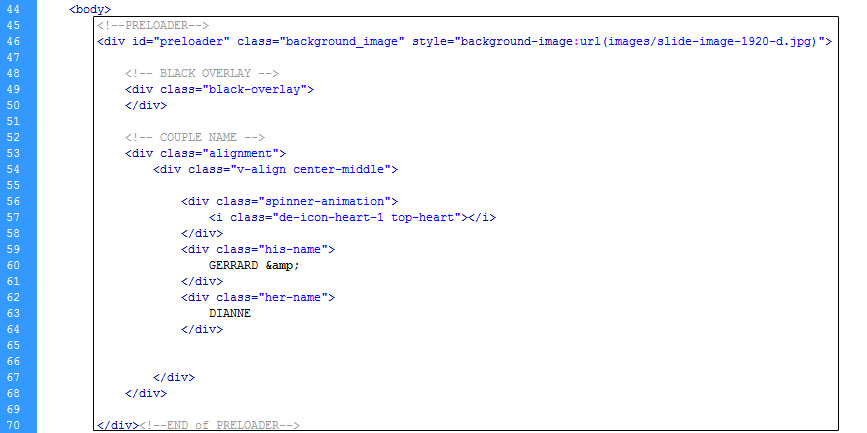 44 <body>
45 <!--PRELOADER-->
46 <div id="preloader" class="background_image" style="background-image:url(images/slide-image-1920-d.jpg)">
47
48 <!-- BLACK OVERLAY -->
49 <div class="black-overlay">
50 </div>
51
52 <!-- COUPLE NAME -->
53 <div class="alignment">
54 <div class="v-align center-middle">
55
56 <div class="spinner-animation">
57 <i class="de-icon-heart-1 top-heart"></i>
58 </div>
59 <div class="his-name">
60 GERRARD &amp;
61 </div>
62 <div class="her-name">
63 DIANNE
64 </div>
65
66
67 </div>
68 </div>
69
70 </div><!--END of PRELOADER-->